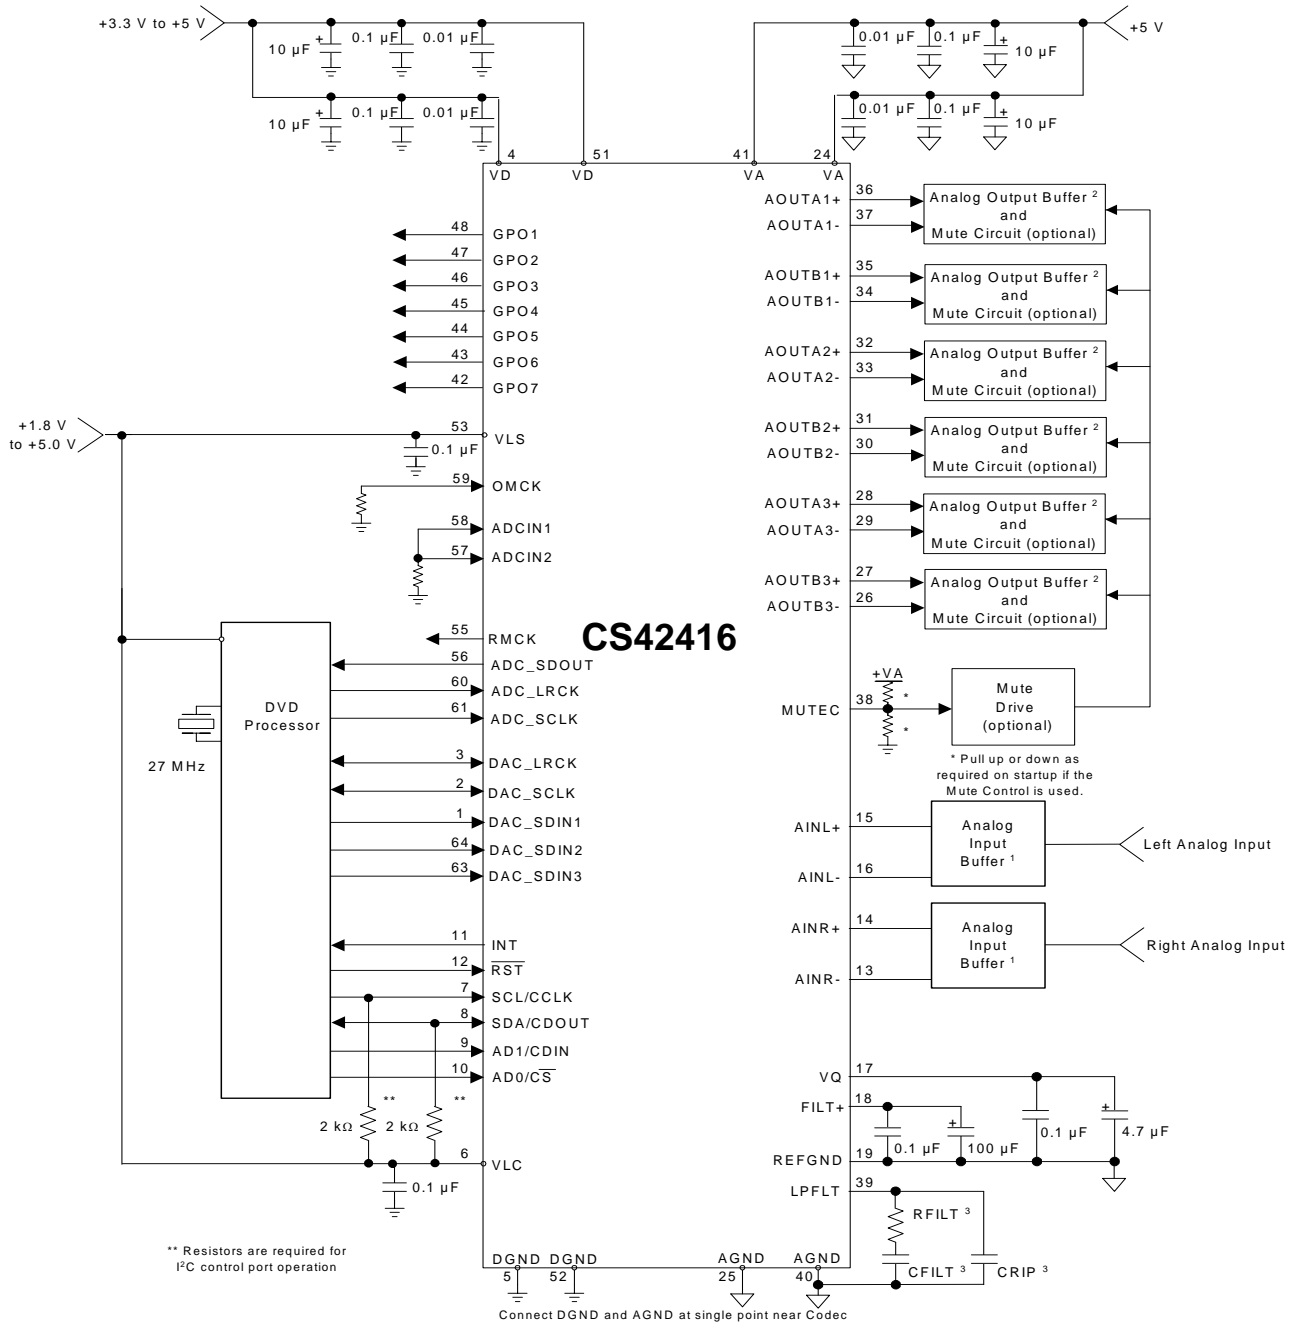 +3.3 V to +5 V
10 µF
+
0.1 µF
0.01 µF
0.01 µF
0.1 µF
+
10 µF
+5 V
10 µF
+
0.1 µF
0.01 µF
0.01 µF
0.1 µF
+
10 µF
4
VD
51
VD
41
VA
24
VA
48
GPO1
47
GPO2
46
GPO3
45
GPO4
44
GPO5
43
GPO6
42
GPO7
+1.8 V
to +5.0 V
53
VLS
0.1 µF
59
OMCK
58
ADCIN1
57
ADCIN2
CS42416
55
RMCK
56
ADC_SDOUT
60
ADC_LRCK
61
ADC_SCLK
DVD
Processor
27 MHz
3
DAC_LRCK
2
DAC_SCLK
1
DAC_SDIN1
64
DAC_SDIN2
63
DAC_SDIN3
11
INT
12
RST
7
SCL/CCLK
8
SDA/CDOUT
9
AD1/CDIN
10
AD0/CS
**
**
2 kΩ
2 kΩ
6
VLC
0.1 µF
** Resistors are required for
I²C control port operation
AOUTA1+
36
AOUTA1-
37
Analog Output Buffer ²
and
Mute Circuit (optional)
AOUTB1+
35
AOUTB1-
34
Analog Output Buffer ²
and
Mute Circuit (optional)
AOUTA2+
32
AOUTA2-
33
Analog Output Buffer ²
and
Mute Circuit (optional)
AOUTB2+
31
AOUTB2-
30
Analog Output Buffer ²
and
Mute Circuit (optional)
AOUTA3+
28
AOUTA3-
29
Analog Output Buffer ²
and
Mute Circuit (optional)
AOUTB3+
27
AOUTB3-
26
Analog Output Buffer ²
and
Mute Circuit (optional)
MUTEC
38
+VA
*
*
Mute
Drive
(optional)
* Pull up or down as
required on startup if the
Mute Control is used.
AINL+
15
AINL-
16
Analog
Input
Buffer ¹
Left Analog Input
AINR+
14
AINR-
13
Analog
Input
Buffer ¹
Right Analog Input
VQ
17
FILT+
18
0.1 µF
+
100 µF
0.1 µF
+
4.7 µF
REFGND
19
LPFLT
39
RFILT ³
CFILT ³
CRIP ³
DGND
5
DGND
52
AGND
25
AGND
40
Connect DGND and AGND at single point near Codec